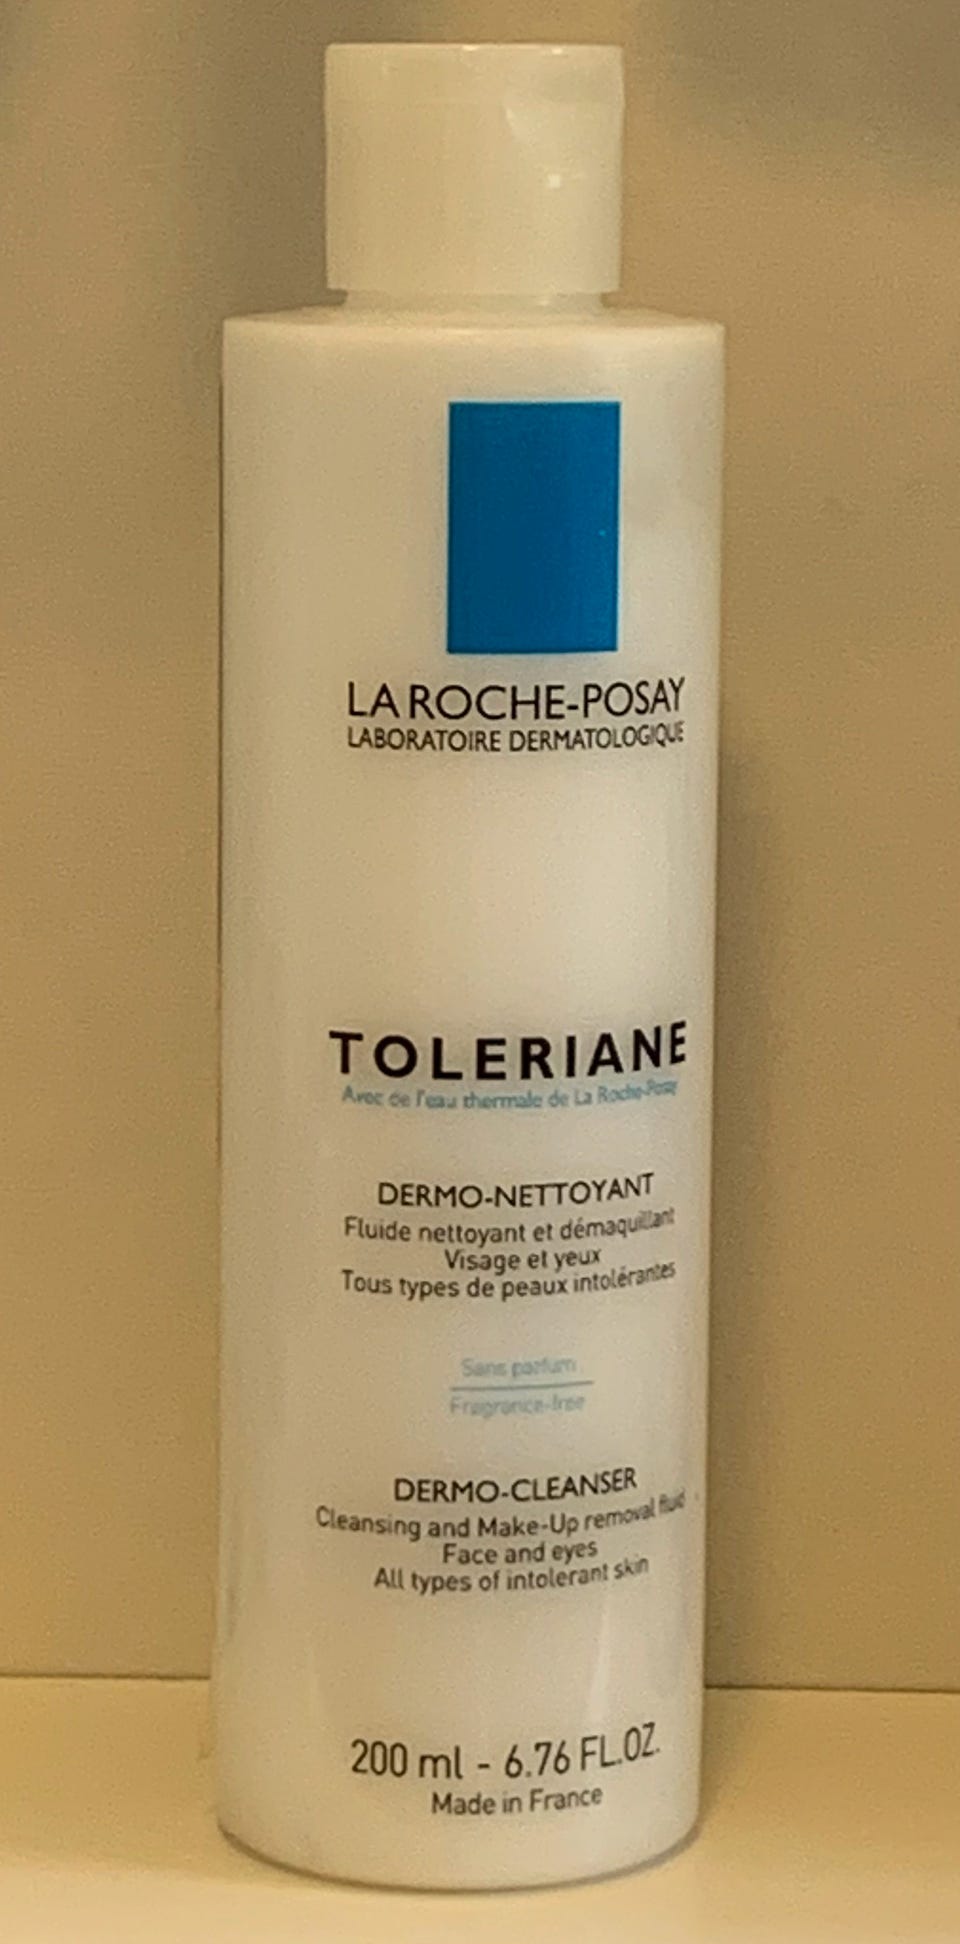 LA ROCHE-POSAY
LABORATOIRE DERMATOLOGIQUE
TOLERIANE
Avec de l'eau thermale de La Roche-Posay
DERMO-NETTOYANT
Fluide nettoyant et démaquillant
Visage et yeux
Tous types de peaux intolérantes
Sans parfum
Fragrance-free
DERMO-CLEANSER
Cleansing and Make-Up removal fluid
Face and eyes
All types of intolerant skin
200 ml - 6.76 FL.OZ.
Made in France